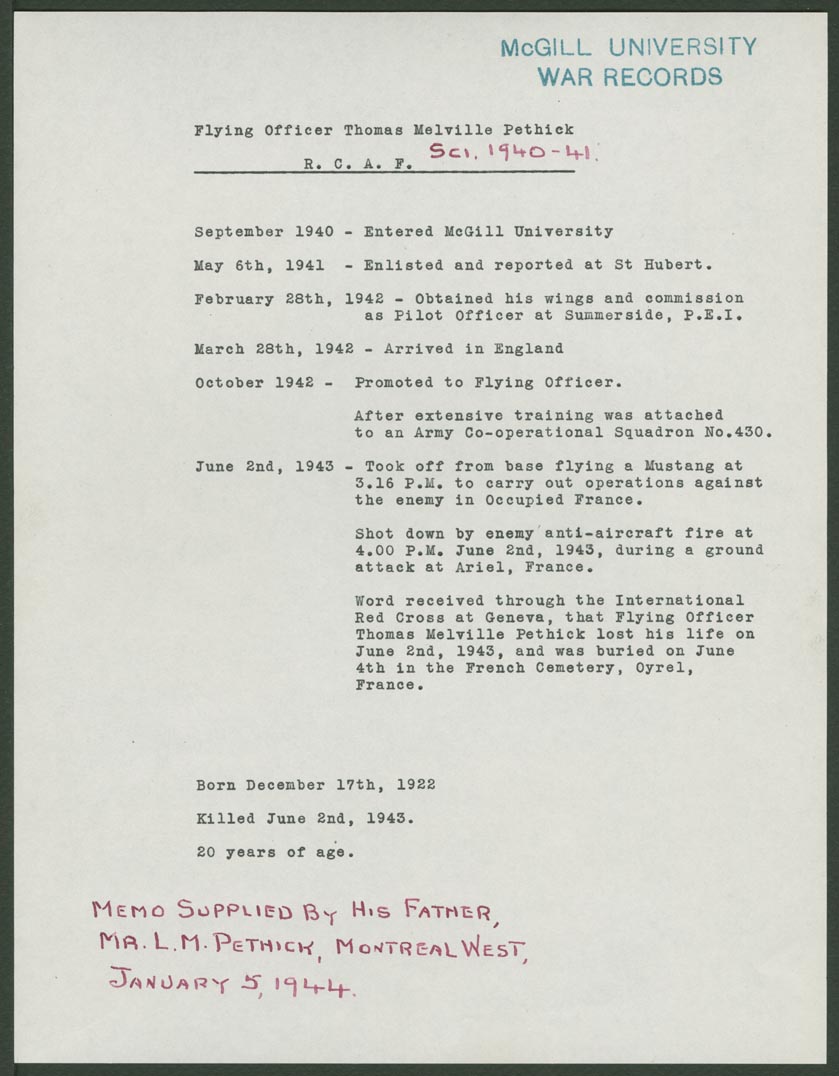 McGILL UNIVERSITY
WAR RECORDS
Flying Officer Thomas Melville Pethick
R. C. A. F. Sci. 1940-41.
September 1940 - Entered McGill University
May 6th, 1941 - Enlisted and reported at St Hubert.
February 28th, 1942 - Obtained his wings and commission
as Pilot Officer at Summerside, P.E.I.
March 28th, 1942 - Arrived in England
October 1942 - Promoted to Flying Officer.
After extensive training was attached
to an Army Co-operational Squadron No.430.
June 2nd, 1943 - Took off from base flying a Mustang at
3.16 P.M. to carry out operations against
the enemy in Occupied France.
Shot down by enemy anti-aircraft fire at
4.00 P.M. June 2nd, 1943, during a ground
attack at Ariel, France.
Word received through the International
Red Cross at Geneva, that Flying Officer
Thomas Melville Pethick lost his life on
June 2nd, 1943, and was buried on June
4th in the French Cemetery, Oyrel,
France.
Born December 17th, 1922
Killed June 2nd, 1943.
20 years of age.
MEMO SUPPLIED BY HIS FATHER,
MR. L.M. PETHICK, MONTREAL WEST,
JANUARY 5, 1944.